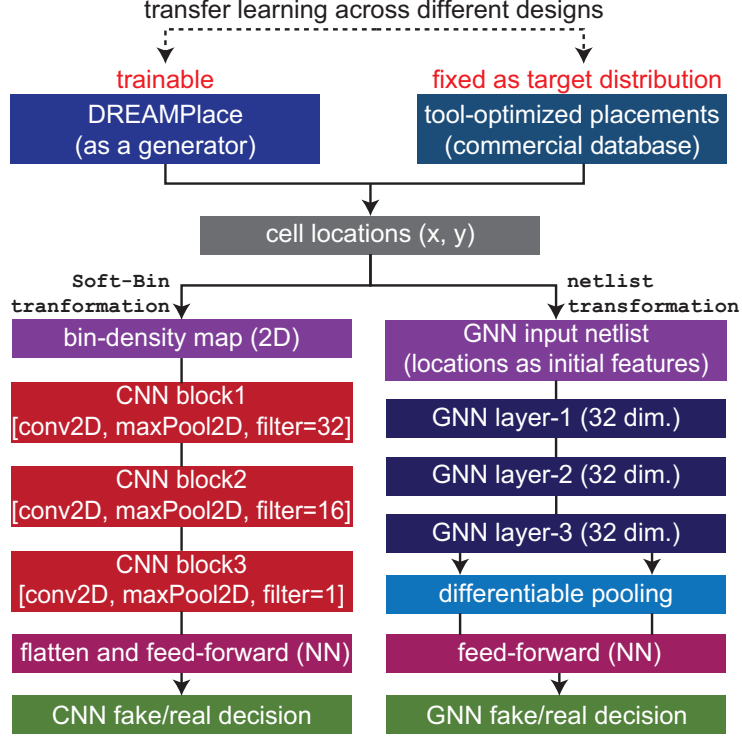 transfer learning across different designs
trainable
fixed as target distribution
DREAMPlace
(as a generator)
tool-optimized placements
(commercial database)
cell locations (x, y)
Soft-Bin
tranformation
netlist
transformation
bin-density map (2D)
CNN block1
[conv2D, maxPool2D, filter=32]
CNN block2
[conv2D, maxPool2D, filter=16]
CNN block3
[conv2D, maxPool2D, filter=1]
flatten and feed-forward (NN)
CNN fake/real decision
GNN input netlist
(locations as initial features)
GNN layer-1 (32 dim.)
GNN layer-2 (32 dim.)
GNN layer-3 (32 dim.)
differentiable pooling
feed-forward (NN)
GNN fake/real decision